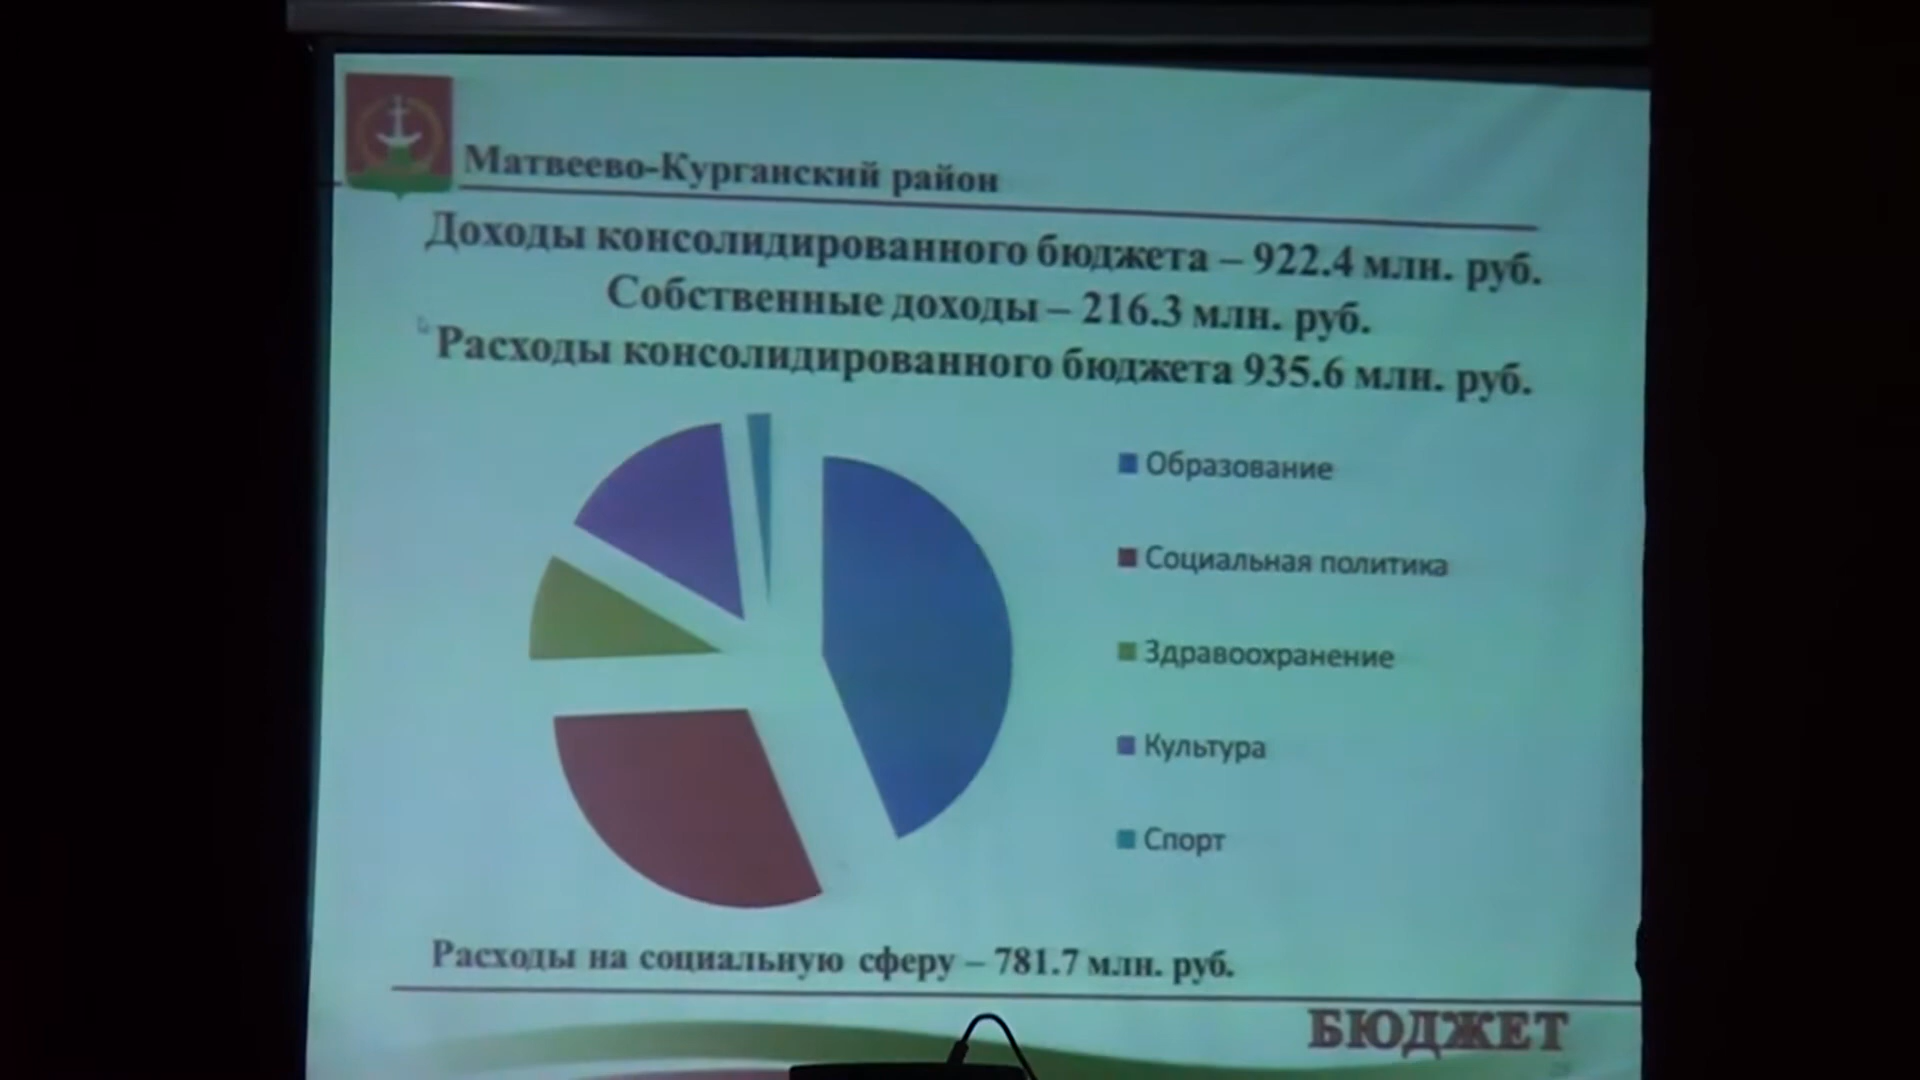 Матвеево-Курганский район
Доходы консолидированного бюджета – 922.4 млн. руб.
Собственные доходы – 216.3 млн. руб.
Расходы консолидированного бюджета 935.6 млн. руб.
Образование
Социальная политика
Здравоохранение
Культура
Спорт
Расходы на социальную сферу – 781.7 млн. руб.
БЮДЖЕТ